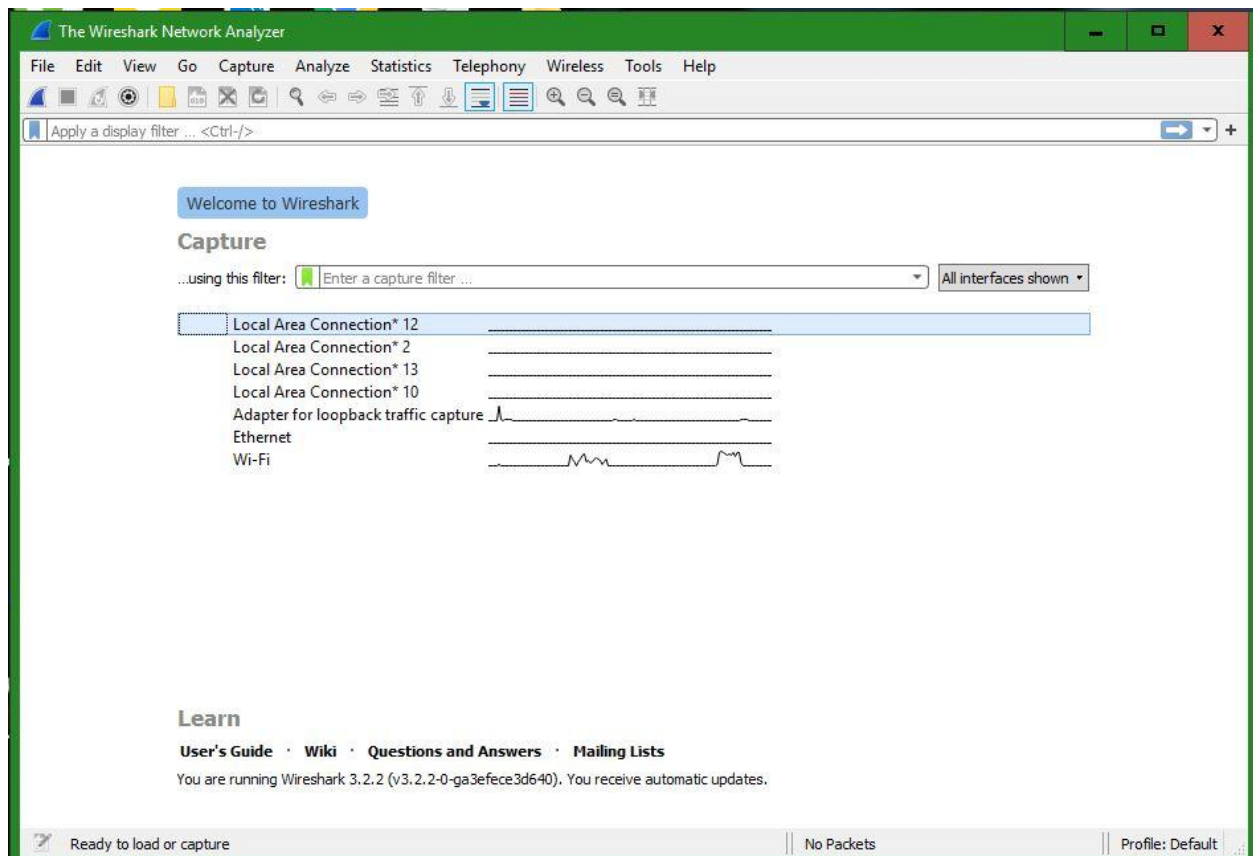 The Wireshark Network Analyzer
File Edit View Go Capture Analyze Statistics Telephony Wireless Tools Help
Apply a display filter ... <Ctrl-/>
+
Welcome to Wireshark
Capture
...using this filter: Enter a capture filter ... All interfaces shown
Local Area Connection* 12
Local Area Connection* 2
Local Area Connection* 13
Local Area Connection* 10
Adapter for loopback traffic capture
Ethernet
Wi-Fi
Learn
User's Guide · Wiki · Questions and Answers · Mailing Lists
You are running Wireshark 3.2.2 (v3.2.2-0-ga3efece3d640). You receive automatic updates.
Ready to load or capture No Packets Profile: Default